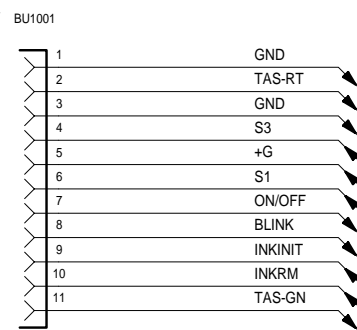 BU1001
1 GND
2 TAS-RT
3 GND
4 S3
5 +G
6 S1
7 ON/OFF
8 BLINK
9 INKINIT
10 INKRM
11 TAS-GN